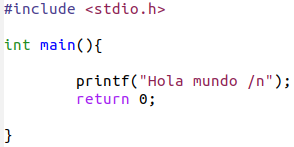 #include <stdio.h>
int main(){
printf("Hola mundo /n");
return 0;
}